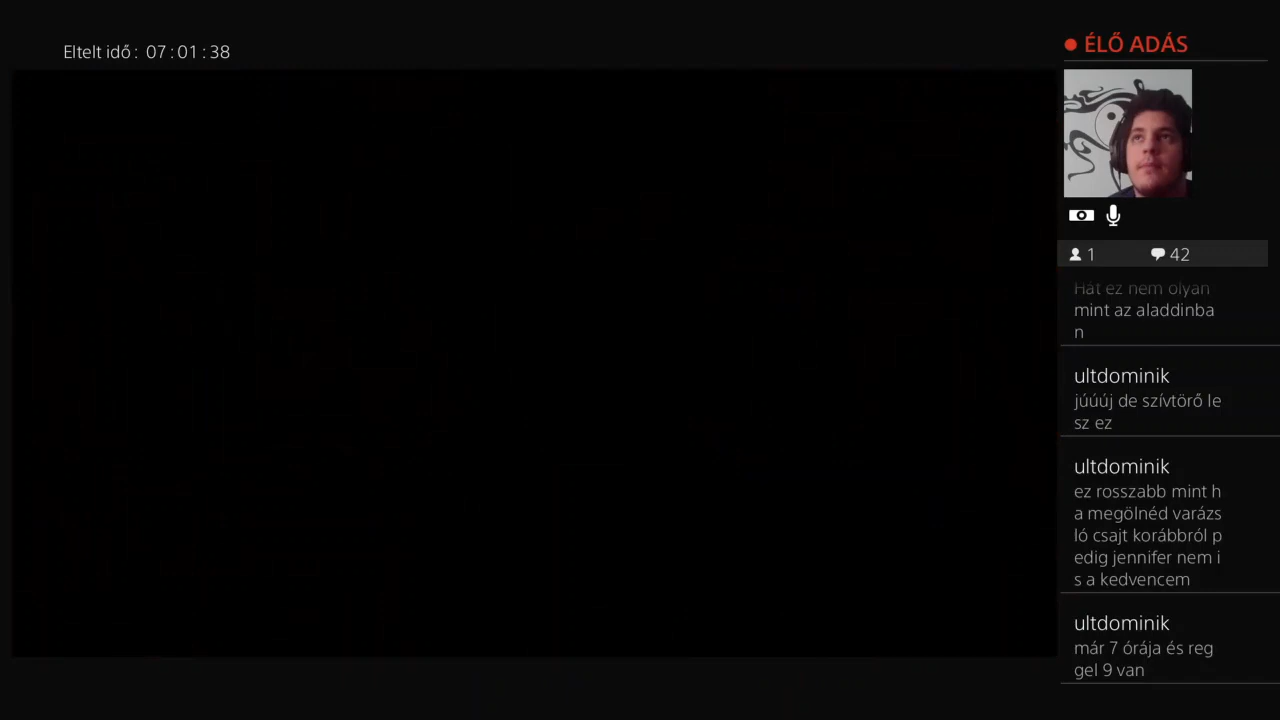 Eltelt idő : 07 : 01 : 38
ÉLŐ ADÁS
1 42
Hát ez nem olyan
mint az aladdinba
n
ultdominik
júúúj de szívtörő le
sz ez
ultdominik
ez rosszabb mint h
a megölnéd varázs
ló csajt korábbról p
edig jennifer nem i
s a kedvencem
ultdominik
már 7 órája és reg
gel 9 van